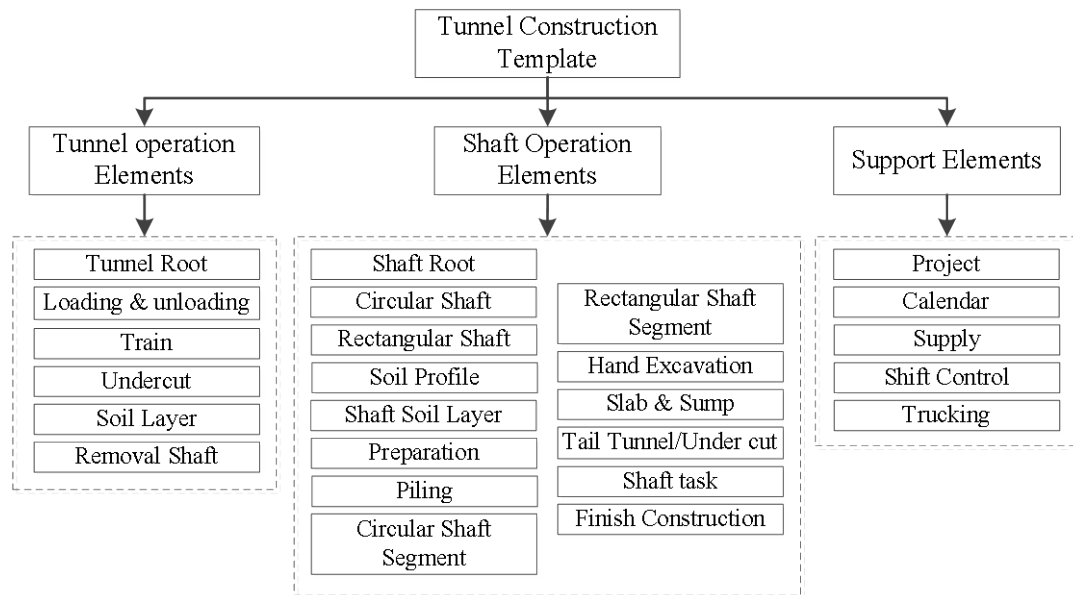 Tunnel Construction
Template
Tunnel operation
Elements
Shaft Operation
Elements
Support Elements
Tunnel Root
Loading & unloading
Train
Undercut
Soil Layer
Removal Shaft
Shaft Root
Circular Shaft
Rectangular Shaft
Soil Profile
Shaft Soil Layer
Preparation
Piling
Circular Shaft
Segment
Rectangular Shaft
Segment
Hand Excavation
Slab & Sump
Tail Tunnel/Under cut
Shaft task
Finish Construction
Project
Calendar
Supply
Shift Control
Trucking